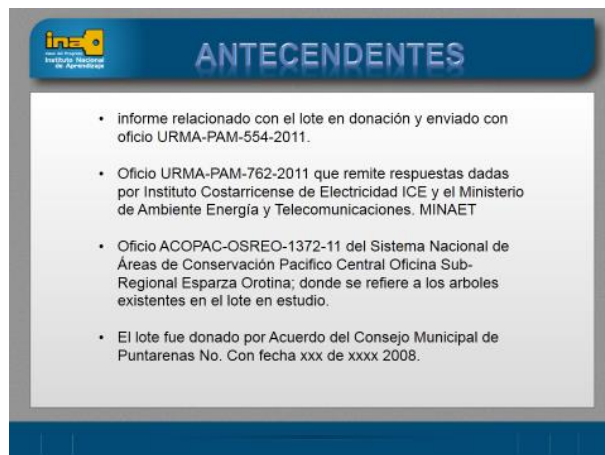 ina
Instituto Nacional
de Aprendizaje
ANTECENDENTES
• informe relacionado con el lote en donación y enviado con
oficio URMA-PAM-554-2011.
• Oficio URMA-PAM-762-2011 que remite respuestas dadas
por Instituto Costarricense de Electricidad ICE y el Ministerio
de Ambiente Energía y Telecomunicaciones. MINAET
• Oficio ACOPAC-OSREO-1372-11 del Sistema Nacional de
Áreas de Conservación Pacifico Central Oficina Sub-
Regional Esparza Orotina; donde se refiere a los arboles
existentes en el lote en estudio.
• El lote fue donado por Acuerdo del Consejo Municipal de
Puntarenas No. Con fecha xxx de xxxx 2008.